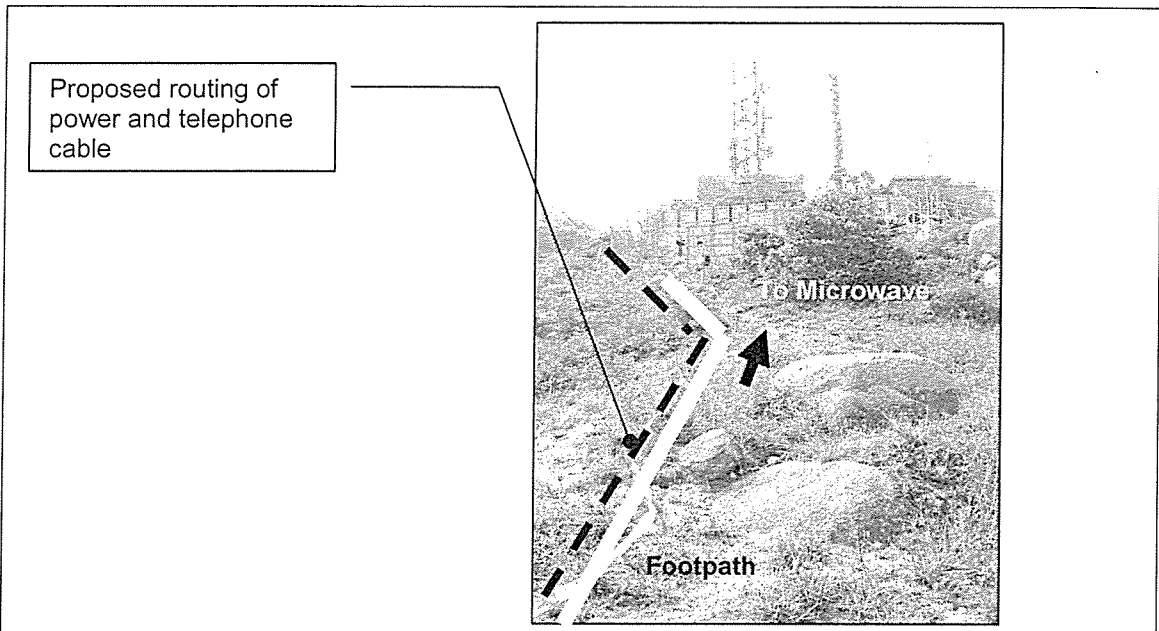 Proposed routing of
power and telephone
cable
To Microwave
Footpath